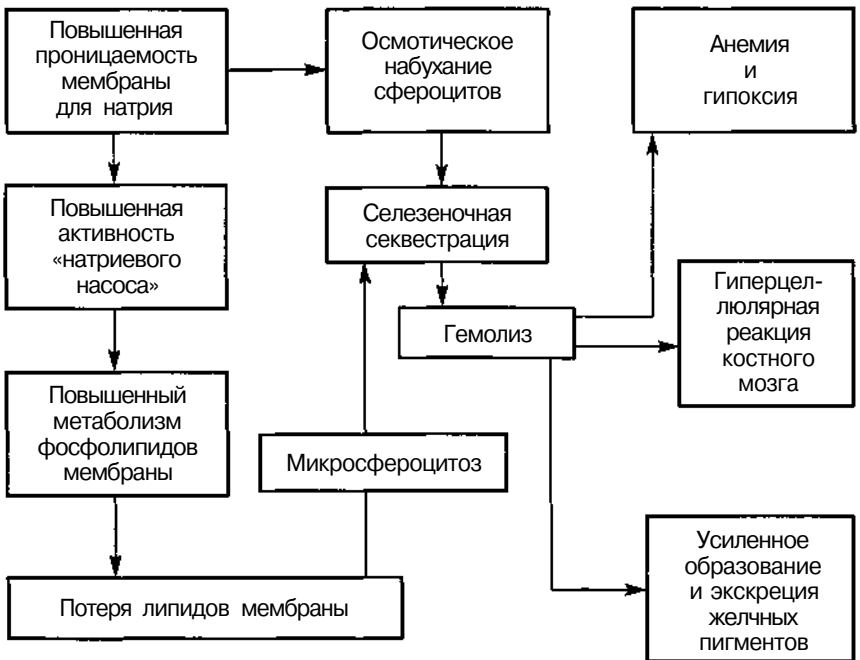 Повышенная
проницаемость
мембраны
для натрия
Осмотическое
набухание
сфероцитов
Анемия
и
гипоксия
Повышенная
активность
«натриевого
насоса»
Селезеночная
секвестрация
Гемолиз
Гиперцел-
люлярная
реакция
костного
мозга
Повышенный
метаболизм
фосфолипидов
мембраны
Микросфероцитоз
Потеря липидов мембраны
Усиленное
образование
и экскреция
желчных
пигментов